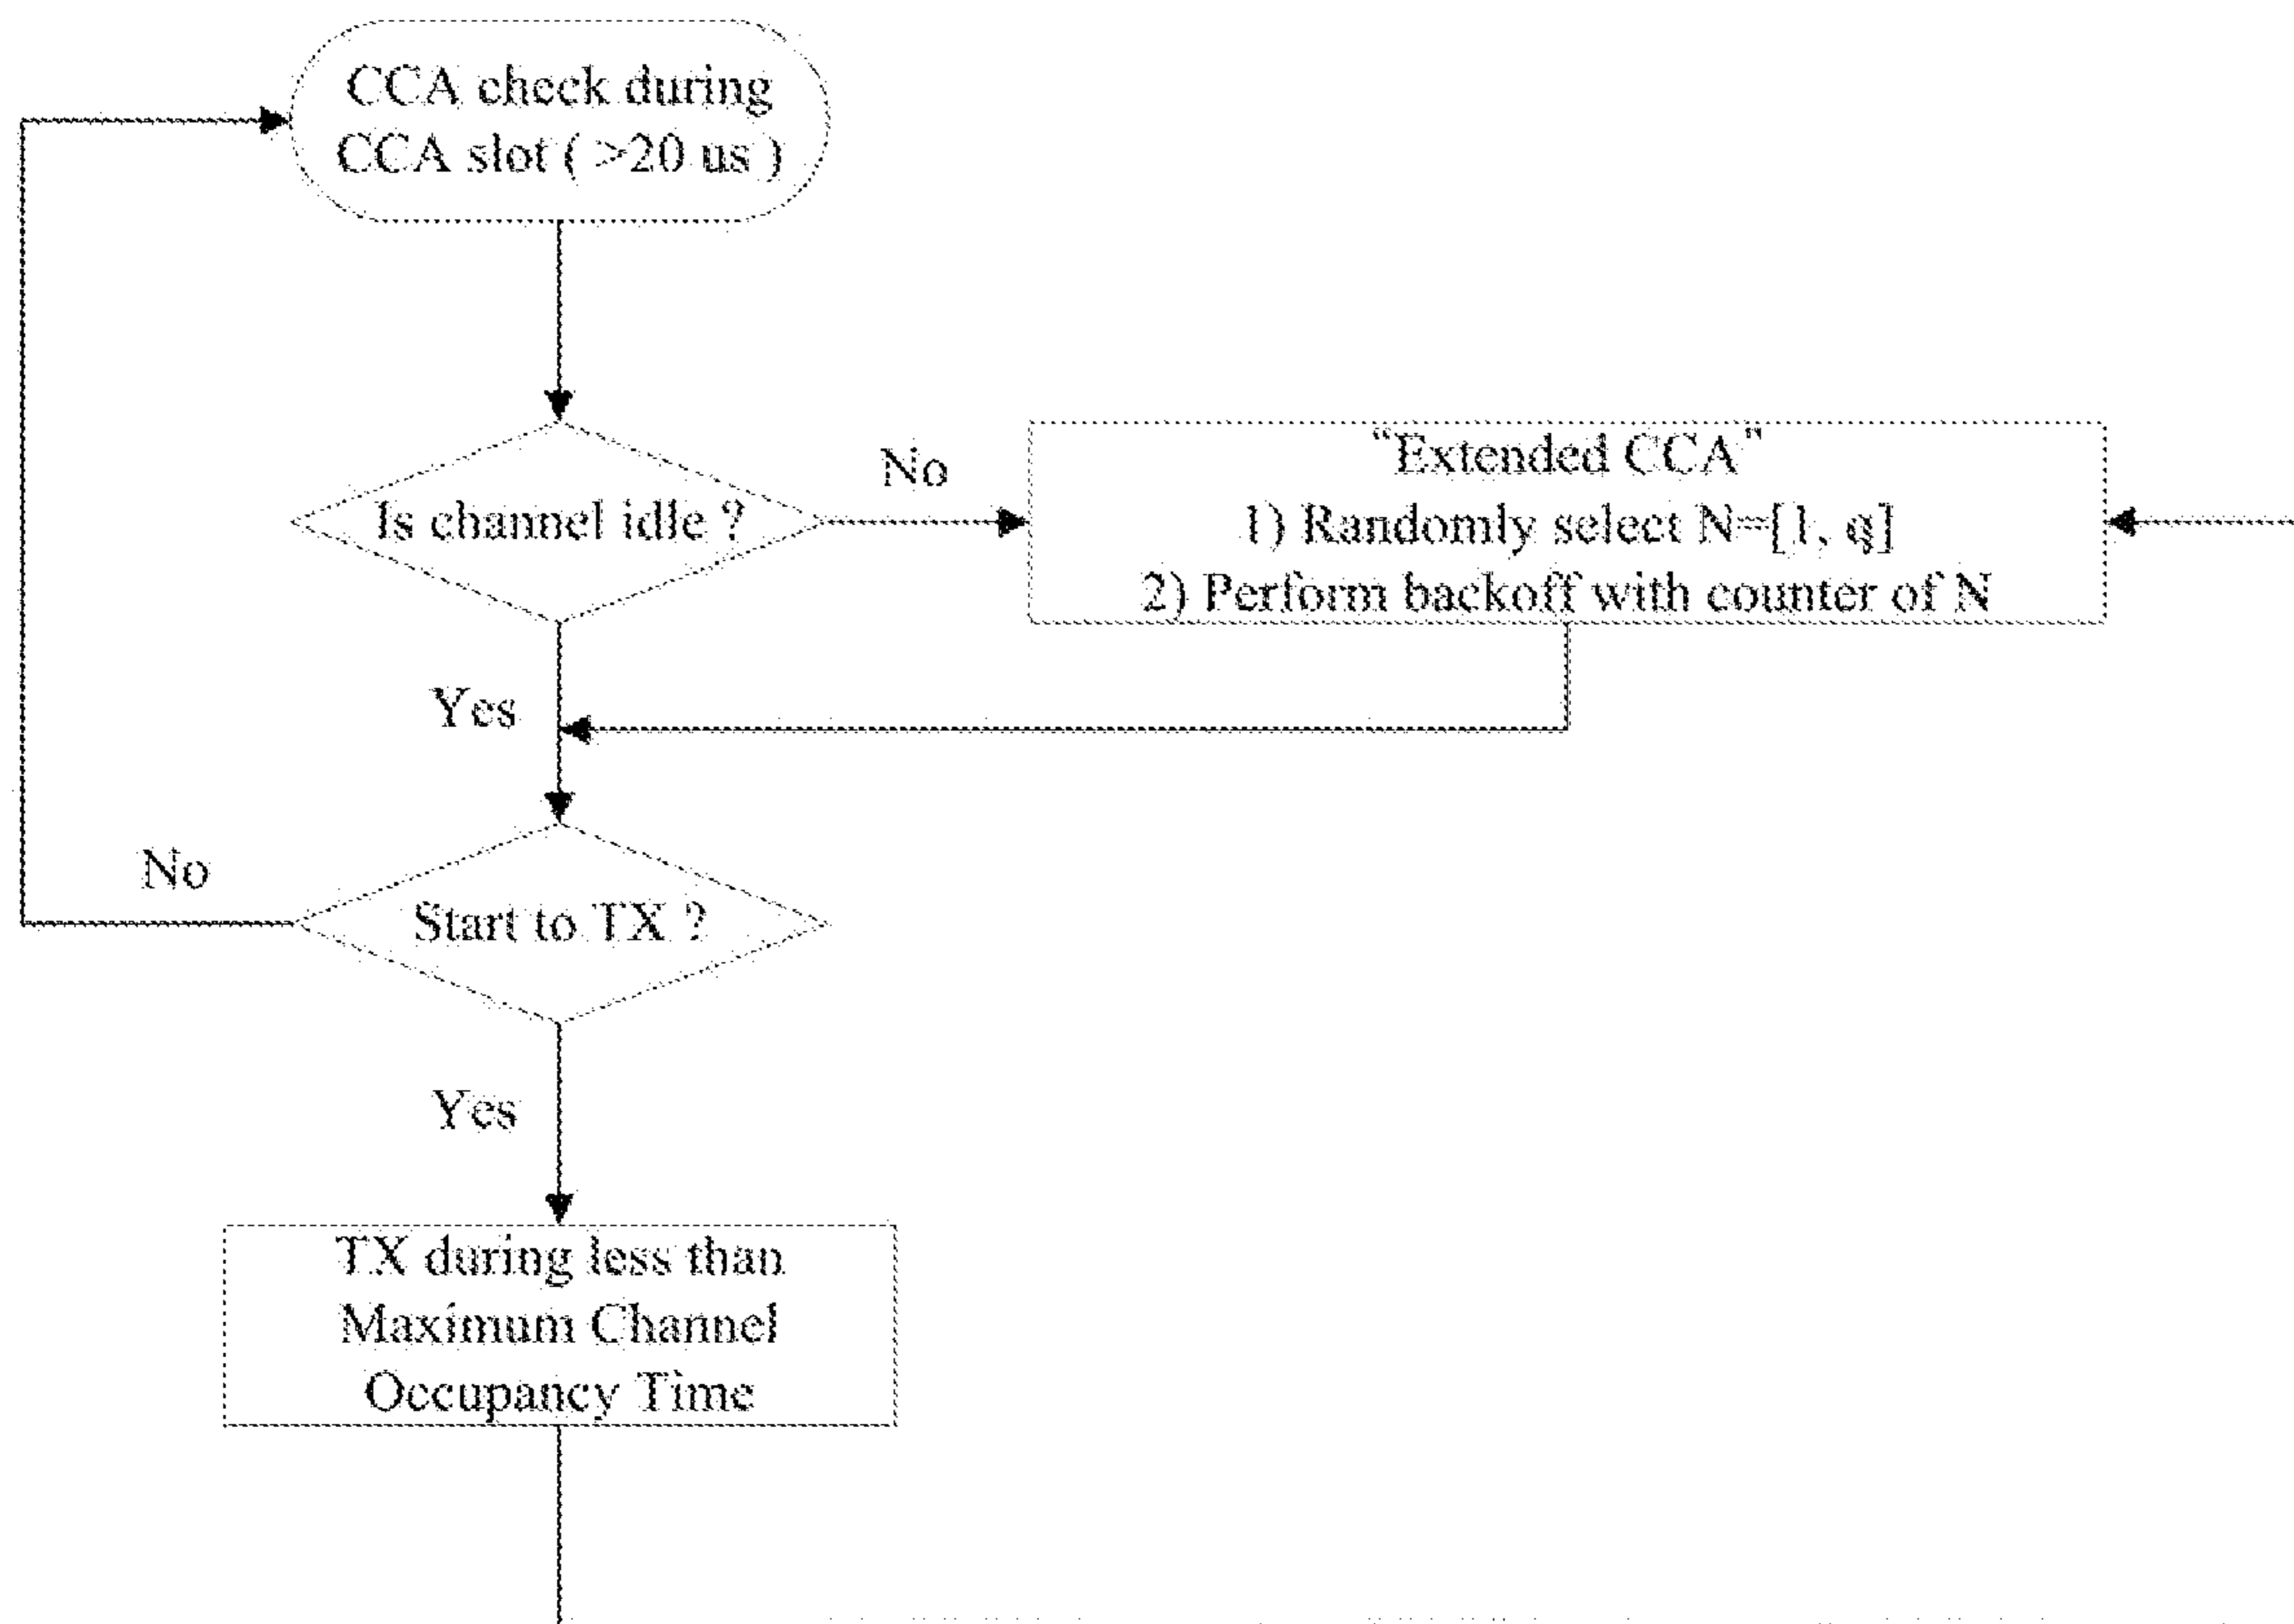 CCA check during
CCA slot ( >20 us )
Is channel idle ?
No
“Extended CCA”
1) Randomly select N=[1, q]
2) Perform backoff with counter of N
Yes
No
Start to TX ?
Yes
TX during less than
Maximum Channel
Occupancy Time